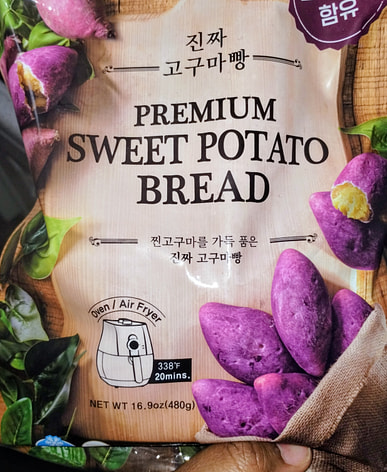 함유
진짜
고구마빵
PREMIUM
SWEET POTATO
BREAD
찐고구마를 가득 품은
진짜 고구마빵
Oven / Air Fryer
338°F
20mins.
NET WT 16.9oz(480g)